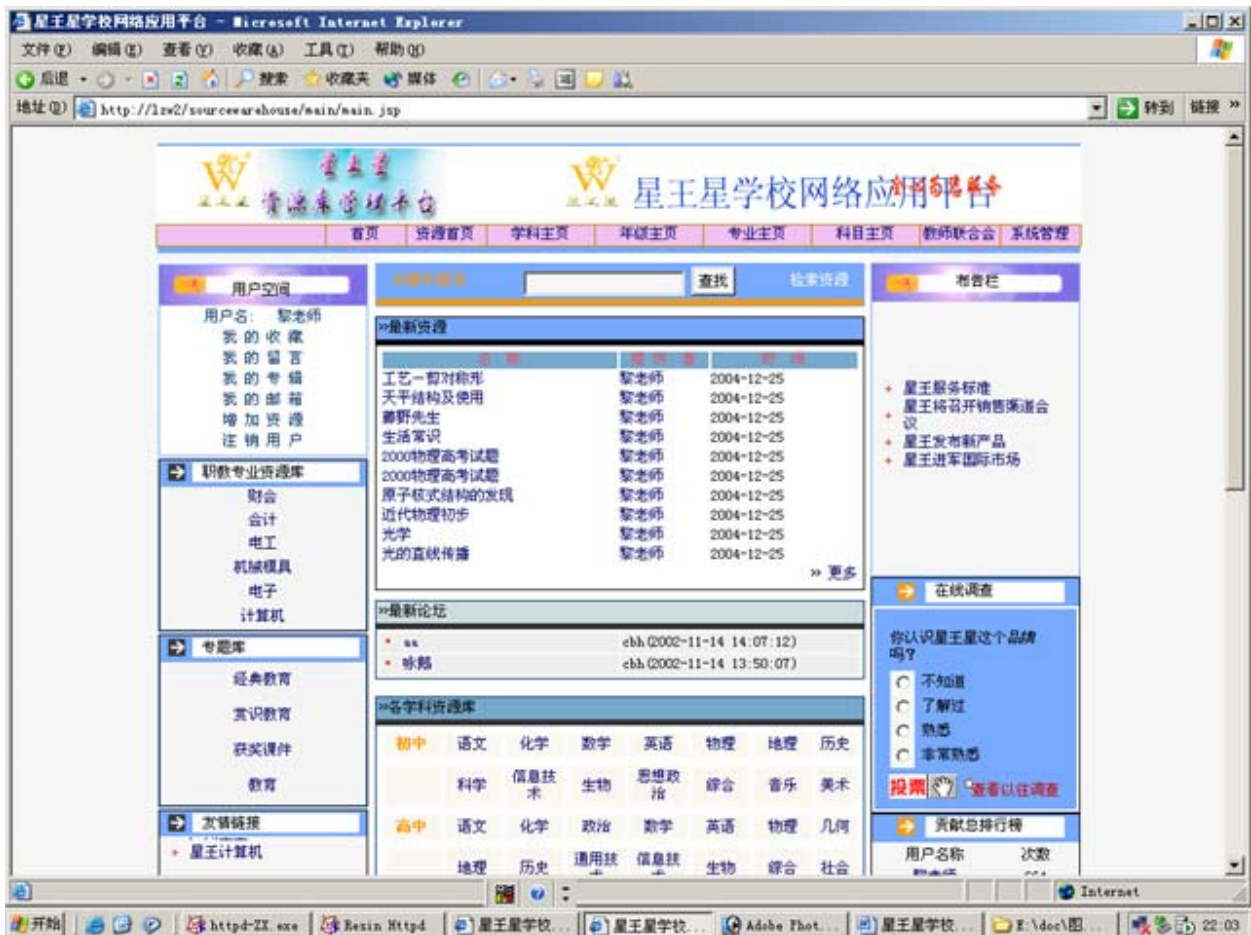 星王星学校网络应用平台 - Microsoft Internet Explorer
文件(F) 编辑(E) 查看(V) 收藏(A) 工具(T) 帮助(H)
后退 搜索 收藏夹 媒体
地址(D) http://lzw2/sourcewarehouse/main/main.jsp 转到 链接 »
资源库管理平台
星王星学校网络应用平台
首页 资源首页 学科主页 年级主页 专业主页 科目主页 教师联合会 系统管理
用户空间
用户名: 黎老师
我的收藏
我的留言
我的专辑
我的邮箱
增加资源
注销用户
职教专业资源库
财会
会计
电工
机械模具
电子
计算机
专题库
经典教育
赏识教育
获奖课件
教育
友情链接
星王计算机
查找 检索资源
»最新资源
名 称 提 供 者 时 间
工艺一剪对称形 黎老师 2004-12-25
天平结构及使用 黎老师 2004-12-25
藤野先生 黎老师 2004-12-25
生活常识 黎老师 2004-12-25
2000物理高考试题 黎老师 2004-12-25
2000物理高考试题 黎老师 2004-12-25
原子核式结构的发现 黎老师 2004-12-25
近代物理初步 黎老师 2004-12-25
光学 黎老师 2004-12-25
光的直线传播 黎老师 2004-12-25
» 更多
»最新论坛
aa cbh(2002-11-14 14:07:12)
咏鹅 cbh(2002-11-14 13:50:07)
»各学科资源库
初中 语文 化学 数学 英语 物理 地理 历史
科学 信息技术 生物 思想政治 综合 音乐 美术
高中 语文 化学 政治 数学 英语 物理 几何
地理 历史 通用技 信息技 生物 综合 社会
布告栏
星王服务标准
星王将召开销售渠道会
议
星王发布新产品
星王进军国际市场
在线调查
你认识星王星这个品牌
吗?
不知道
了解过
熟悉
非常熟悉
投票 查看以往调查
贡献总排行榜
用户名称 次数
Internet
开始 httpd-ZX.exe Resin Httpd 星王星学校... 星王星学校... Adobe Phot... 星王星学校... E:\doc\图... 22:03